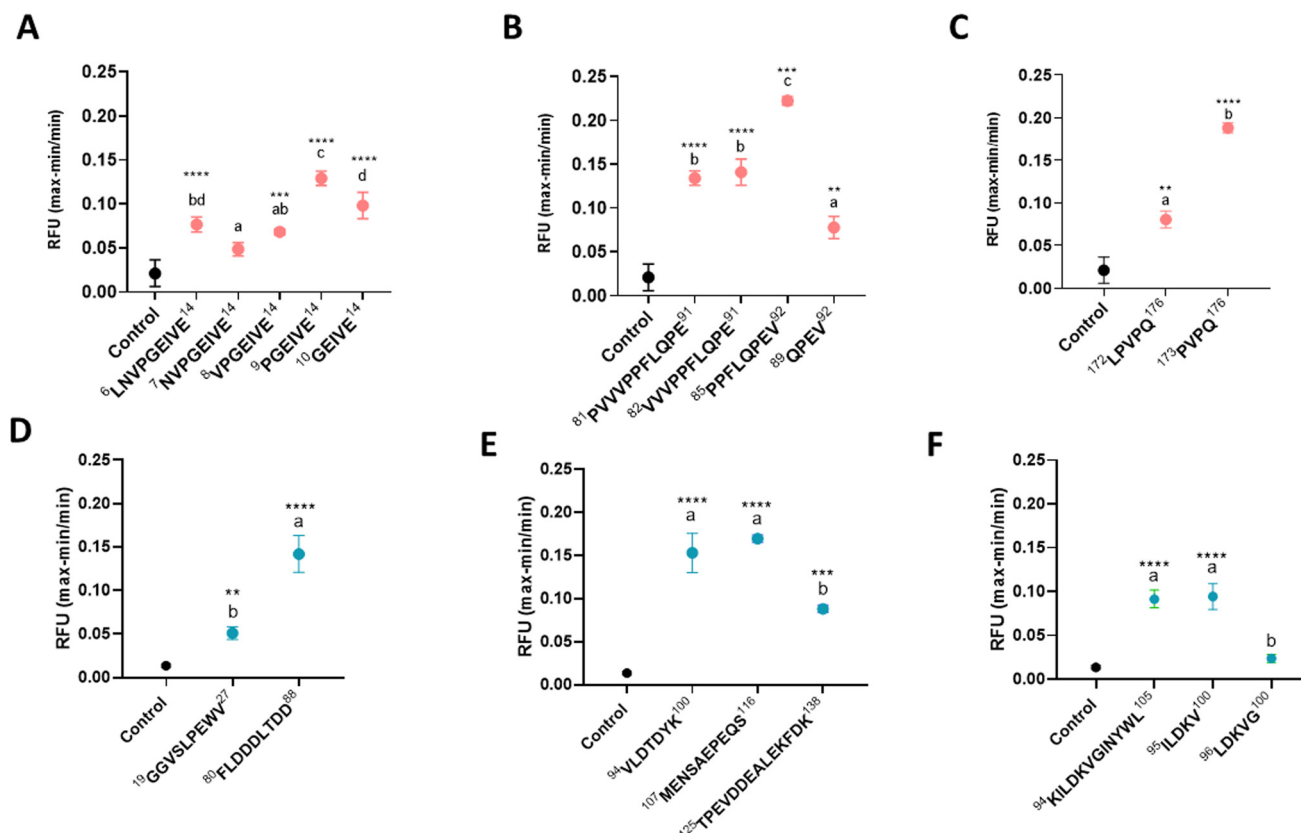 A
RFU (max-min/min)
0.25
0.20
0.15
0.10
0.05
0.00
****
bd
a
***
ab
****
c
****
d
Control
⁶LNVPGEIVE¹⁴
⁷NVPGEIVE¹⁴
⁸VPGEIVE¹⁴
⁹PGEIVE¹⁴
¹⁰GEIVE¹⁴
B
RFU (max-min/min)
0.25
0.20
0.15
0.10
0.05
0.00
****
b
****
b
***
c
**
a
Control
⁸¹PVVVPPFLQPE⁹¹
⁸²VVVPPFLQPE⁹¹
⁸⁵PPFLQPEV⁹²
⁸⁹QPEV⁹²
C
RFU (max-min/min)
0.25
0.20
0.15
0.10
0.05
0.00
**
a
****
b
Control
¹⁷²LPVPQ¹⁷⁶
¹⁷³PVPQ¹⁷⁶
D
RFU (max-min/min)
0.25
0.20
0.15
0.10
0.05
0.00
**
b
****
a
Control
¹⁹GGVSLPEWV²⁷
⁸⁰FLDDDLTDD⁸⁸
E
RFU (max-min/min)
0.25
0.20
0.15
0.10
0.05
0.00
****
a
****
a
***
b
Control
⁹⁴VLDTDYK¹⁰⁰
¹⁰⁷MENSAEPEQS¹¹⁶
¹²⁵TPEVDDEALEKFDK¹³⁸
F
RFU (max-min/min)
0.25
0.20
0.15
0.10
0.05
0.00
****
a
****
a
b
Control
⁹⁴KILDKVGINYWL¹⁰⁵
⁹⁵ILDKV¹⁰⁰
⁹⁶LDKVG¹⁰⁰